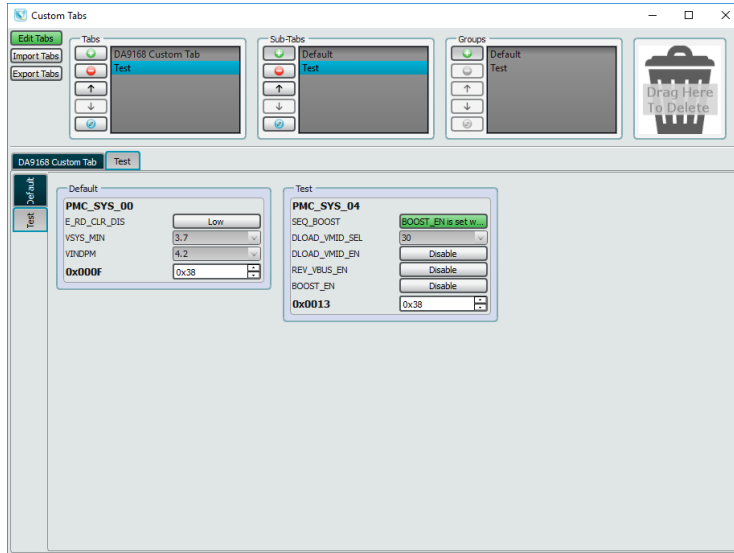 Custom Tabs
Edit Tabs
Import Tabs
Export Tabs
Tabs
DA9168 Custom Tab
Test
Sub-Tabs
Default
Test
Groups
Default
Test
Drag Here
To Delete
DA9168 Custom Tab
Test
Default
Test
Default
PMC_SYS_00
E_RD_CLR_DIS Low
VSYS_MIN 3.7
VINDPM 4.2
0x000F 0x38
Test
PMC_SYS_04
SEQ_BOOST BOOST_EN is set w...
DLOAD_VMID_SEL 30
DLOAD_VMID_EN Disable
REV_VBUS_EN Disable
BOOST_EN Disable
0x0013 0x38